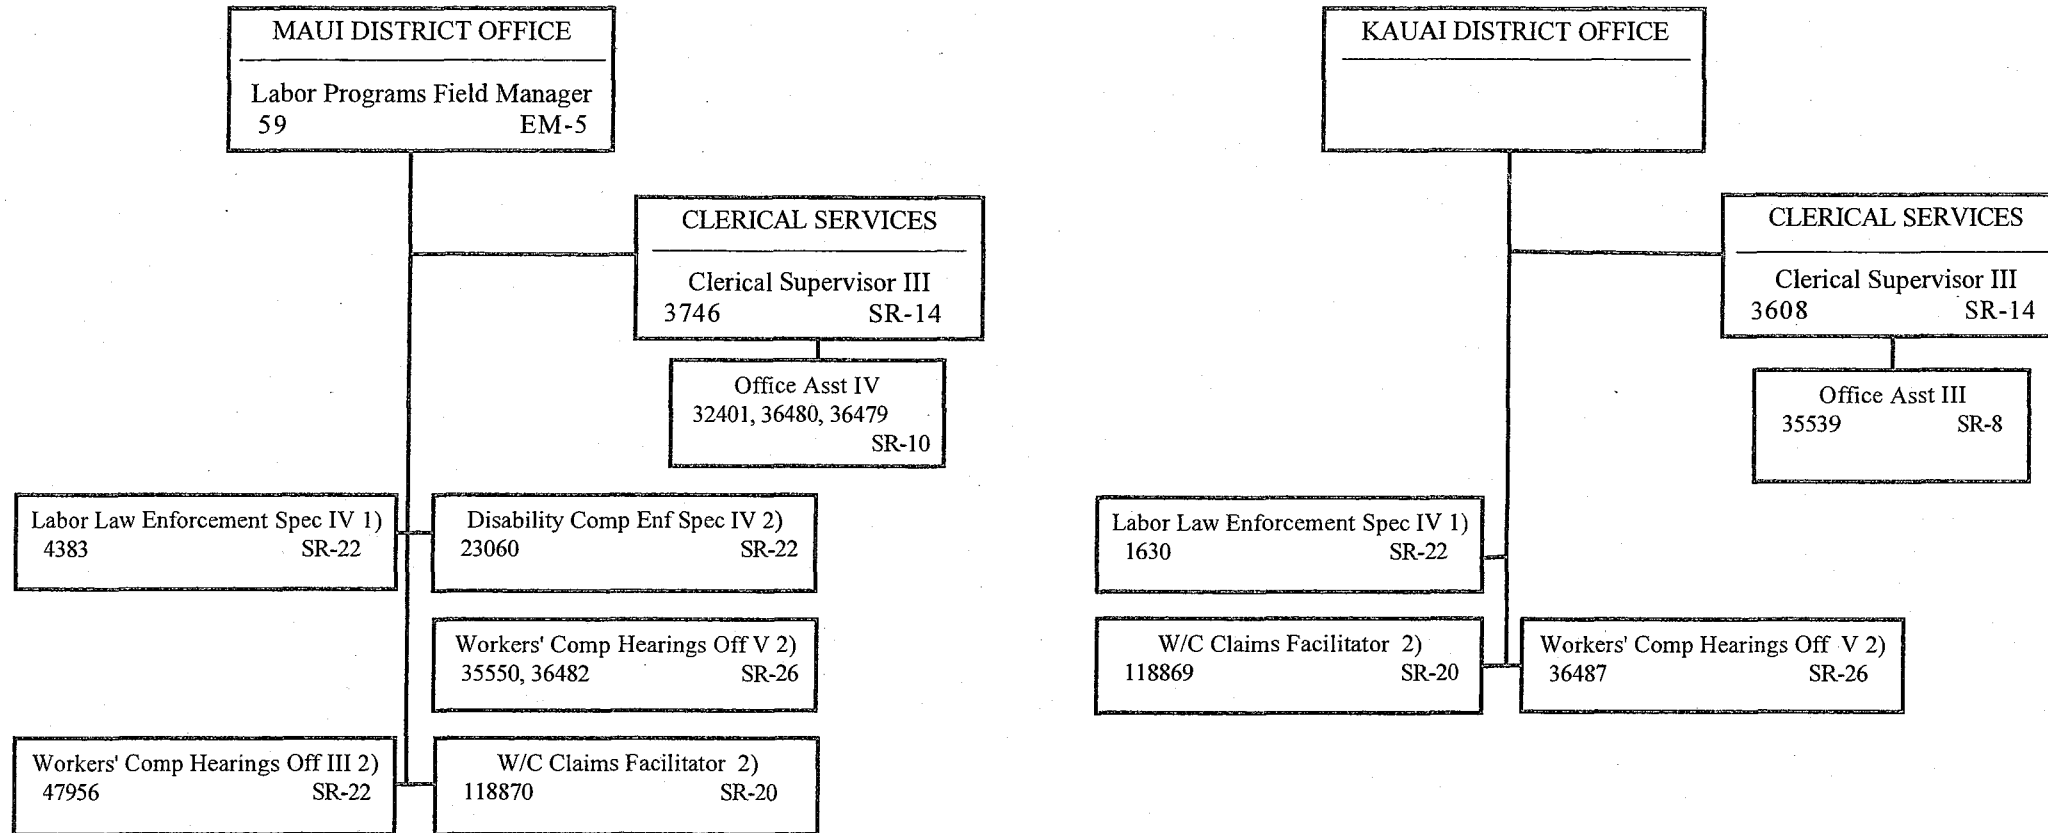 MAUI DISTRICT OFFICE
Labor Programs Field Manager
59 EM-5
CLERICAL SERVICES
Clerical Supervisor III
3746 SR-14
Office Asst IV
32401, 36480, 36479
SR-10
Labor Law Enforcement Spec IV 1)
4383 SR-22
Disability Comp Enf Spec IV 2)
23060 SR-22
Workers' Comp Hearings Off V 2)
35550, 36482 SR-26
Workers' Comp Hearings Off III 2)
47956 SR-22
W/C Claims Facilitator 2)
118870 SR-20
KAUAI DISTRICT OFFICE
CLERICAL SERVICES
Clerical Supervisor III
3608 SR-14
Office Asst III
35539 SR-8
Labor Law Enforcement Spec IV 1)
1630 SR-22
W/C Claims Facilitator 2)
118869 SR-20
Workers' Comp Hearings Off V 2)
36487 SR-26